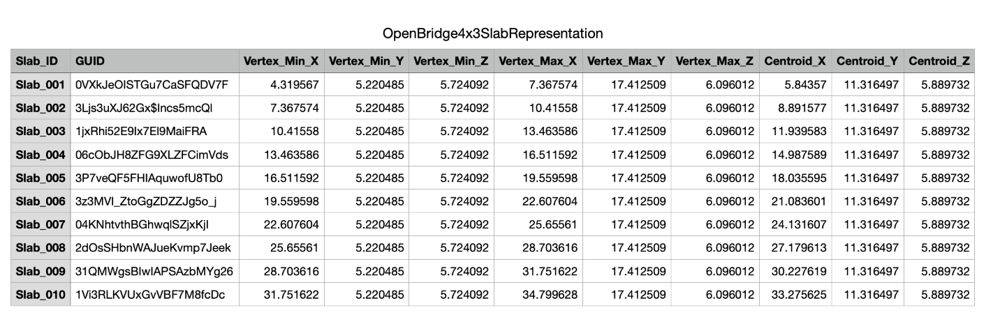 OpenBridge4x3SlabRepresentation
Slab_ID GUID Vertex_Min_X Vertex_Min_Y Vertex_Min_Z Vertex_Max_X Vertex_Max_Y Vertex_Max_Z Centroid_X Centroid_Y Centroid_Z
Slab_001 0VXkJeOlSTGu7CaSFQDV7F 4.319567 5.220485 5.724092 7.367574 17.412509 6.096012 5.84357 11.316497 5.889732
Slab_002 3Ljs3uXJ62Gx$Incs5mcQl 7.367574 5.220485 5.724092 10.41558 17.412509 6.096012 8.891577 11.316497 5.889732
Slab_003 1jxRhi52E9Ix7El9MaiFRA 10.41558 5.220485 5.724092 13.463586 17.412509 6.096012 11.939583 11.316497 5.889732
Slab_004 06cObJH8ZFG9XLZFCimVds 13.463586 5.220485 5.724092 16.511592 17.412509 6.096012 14.987589 11.316497 5.889732
Slab_005 3P7veQF5FHIAquwofU8Tb0 16.511592 5.220485 5.724092 19.559598 17.412509 6.096012 18.035595 11.316497 5.889732
Slab_006 3z3MVl_ZtoGgZDZZJg5o_j 19.559598 5.220485 5.724092 22.607604 17.412509 6.096012 21.083601 11.316497 5.889732
Slab_007 04KNhtvthBGhwqlSZjxKjI 22.607604 5.220485 5.724092 25.65561 17.412509 6.096012 24.131607 11.316497 5.889732
Slab_008 2dOsSHbnWAJueKvmp7Jeek 25.65561 5.220485 5.724092 28.703616 17.412509 6.096012 27.179613 11.316497 5.889732
Slab_009 31QMWgsBIwlAPSAzbMYg26 28.703616 5.220485 5.724092 31.751622 17.412509 6.096012 30.227619 11.316497 5.889732
Slab_010 1Vi3RLKVUxGvVBF7M8fcDc 31.751622 5.220485 5.724092 34.799628 17.412509 6.096012 33.275625 11.316497 5.889732